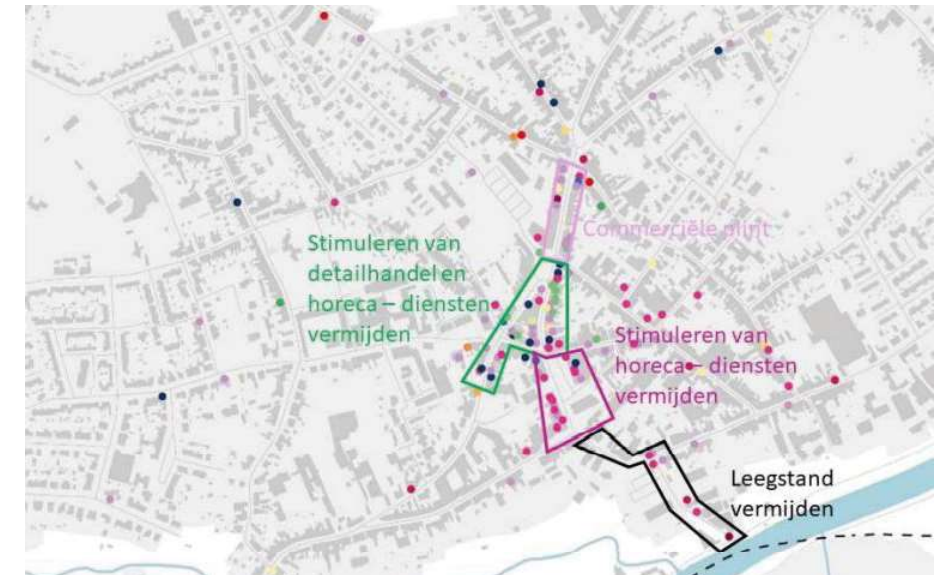 Commerciële plint
Stimuleren van
detailhandel en
horeca – diensten
vermijden
Stimuleren van
horeca – diensten
vermijden
Leegstand
vermijden